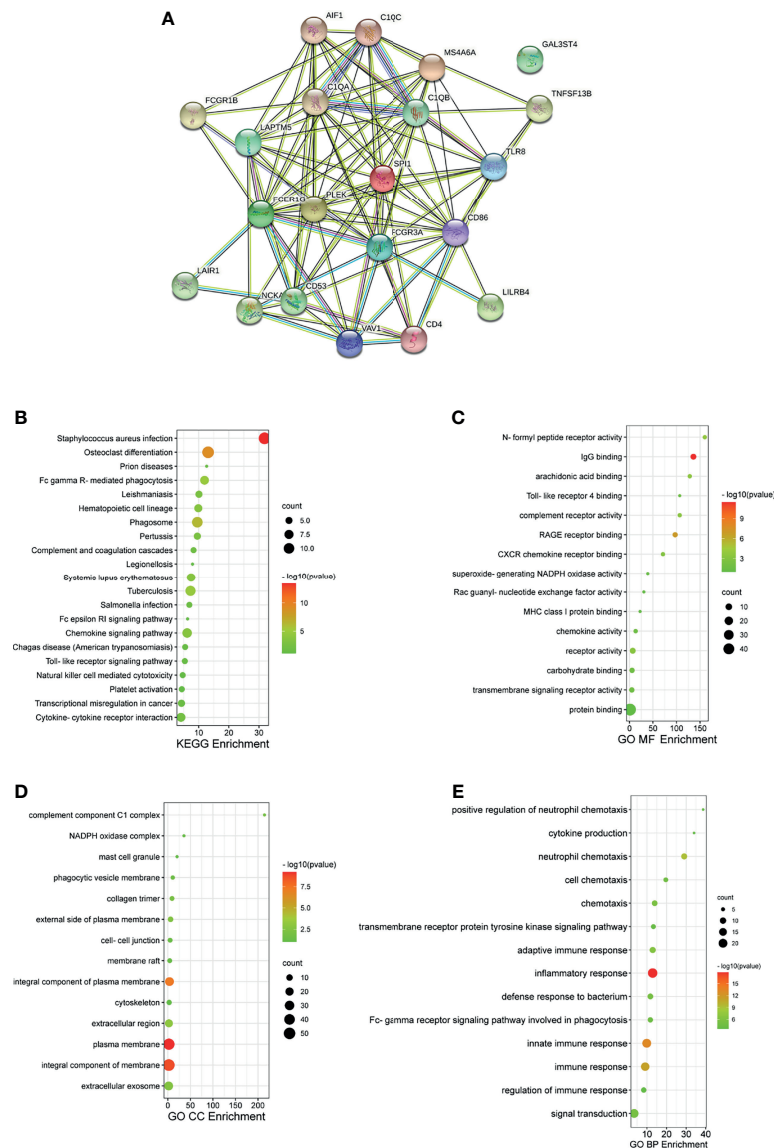 A
AIF1
C1QC
MS4A6A
GAL3ST4
C1QA
C1QB
TNFSF13B
FCGR1B
LAPTM5
TLR8
SPI1
FCER1G
PLEK
CD86
FCGR3A
LAIR1
CD53
NCKA
LILRB4
VAV1
CD4
B
Staphylococcus aureus infection
Osteoclast differentiation
Prion diseases
Fc gamma R- mediated phagocytosis
Leishmaniasis
Hematopoietic cell lineage
Phagosome
Pertussis
Complement and coagulation cascades
Legionellosis
Systemic lupus erythematosus
Tuberculosis
Salmonella infection
Fc epsilon RI signaling pathway
Chemokine signaling pathway
Chagas disease (American trypanosomiasis)
Toll- like receptor signaling pathway
Natural killer cell mediated cytotoxicity
Platelet activation
Transcriptional misregulation in cancer
Cytokine- cytokine receptor interaction
10 20 30
KEGG Enrichment
count
5.0
7.5
10.0
- log10(pvalue)
10
5
C
N- formyl peptide receptor activity
IgG binding
arachidonic acid binding
Toll- like receptor 4 binding
complement receptor activity
RAGE receptor binding
CXCR chemokine receptor binding
superoxide- generating NADPH oxidase activity
Rac guanyl- nucleotide exchange factor activity
MHC class I protein binding
chemokine activity
receptor activity
carbohydrate binding
transmembrane signaling receptor activity
protein binding
0 50 100 150
GO MF Enrichment
- log10(pvalue)
9
6
3
count
10
20
30
40
D
complement component C1 complex
NADPH oxidase complex
mast cell granule
phagocytic vesicle membrane
collagen trimer
external side of plasma membrane
cell- cell junction
membrane raft
integral component of plasma membrane
cytoskeleton
extracellular region
plasma membrane
integral component of membrane
extracellular exosome
0 50 100 150 200
GO CC Enrichment
- log10(pvalue)
7.5
5.0
2.5
count
10
20
30
40
50
E
positive regulation of neutrophil chemotaxis
cytokine production
neutrophil chemotaxis
cell chemotaxis
chemotaxis
transmembrane receptor protein tyrosine kinase signaling pathway
adaptive immune response
inflammatory response
defense response to bacterium
Fc- gamma receptor signaling pathway involved in phagocytosis
innate immune response
immune response
regulation of immune response
signal transduction
10 20 30 40
GO BP Enrichment
count
5
10
15
20
- log10(pvalue)
15
12
9
6